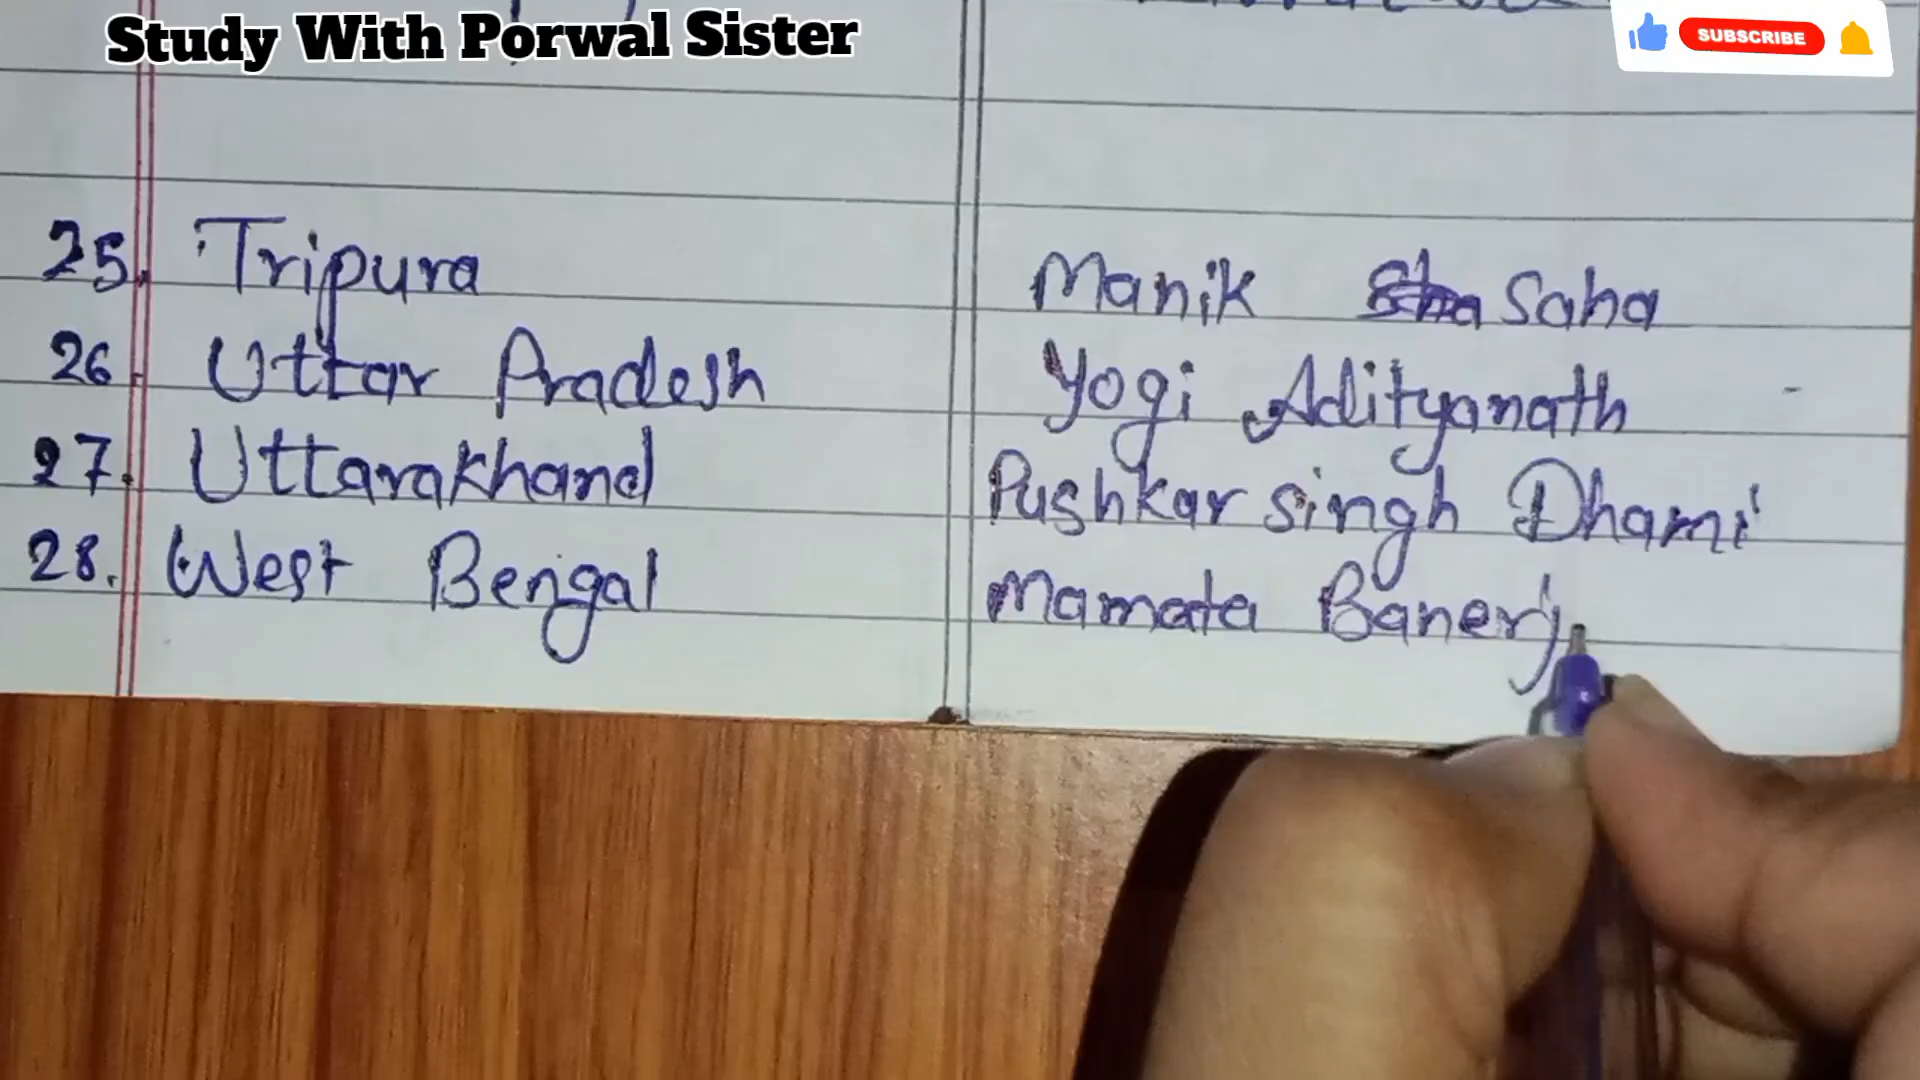 Study With Porwal Sister
SUBSCRIBE
25. Tripura Manik Saha
26. Uttar Pradesh Yogi Adityanath
27. Uttarakhand Pushkar singh Dhami
28. West Bengal Mamata Banerj